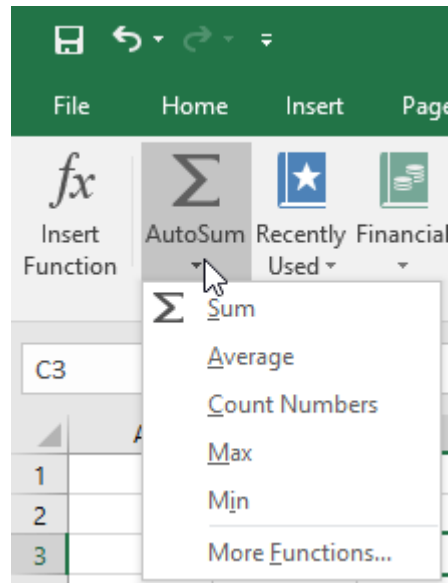 File Home Insert Page
fx Σ
Insert AutoSum Recently Financial
Function Used
Σ Sum
Average
C3
Count Numbers
A
Max
1
Min
2
3 More Functions...